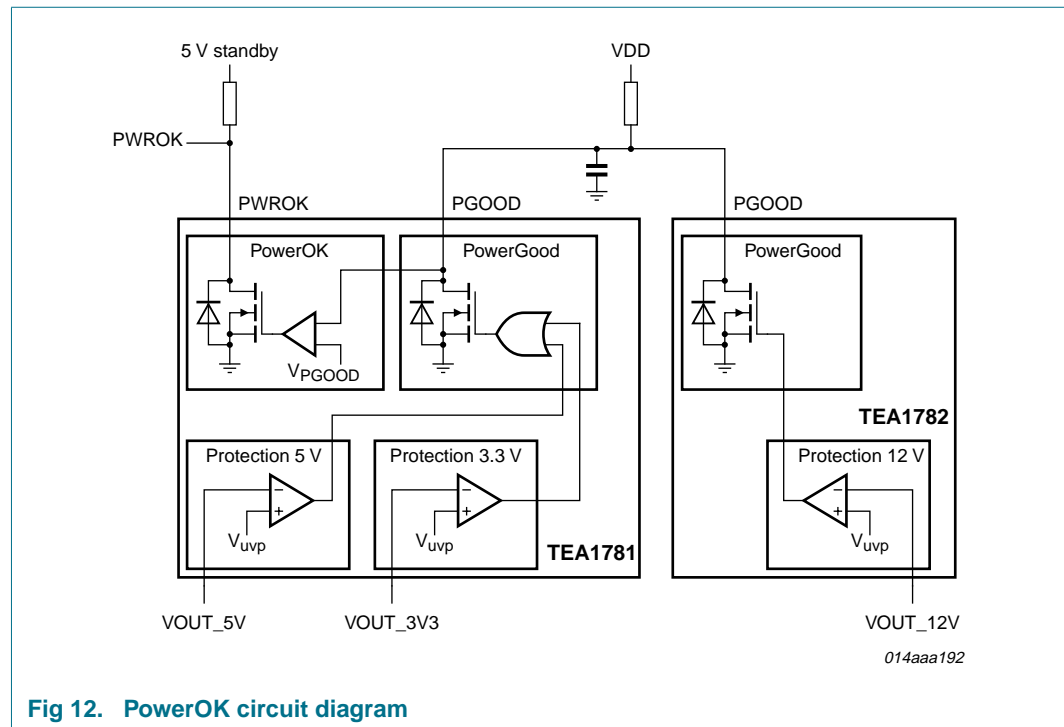 5 V standby
VDD
PWROK
PWROK
PGOOD
PGOOD
PowerOK
PowerGood
PowerGood
VPGOOD
TEA1782
Protection 5 V
Protection 3.3 V
Protection 12 V
−
+
Vuvp
−
+
Vuvp
−
+
Vuvp
TEA1781
VOUT_5V
VOUT_3V3
VOUT_12V
014aaa192
Fig 12. PowerOK circuit diagram